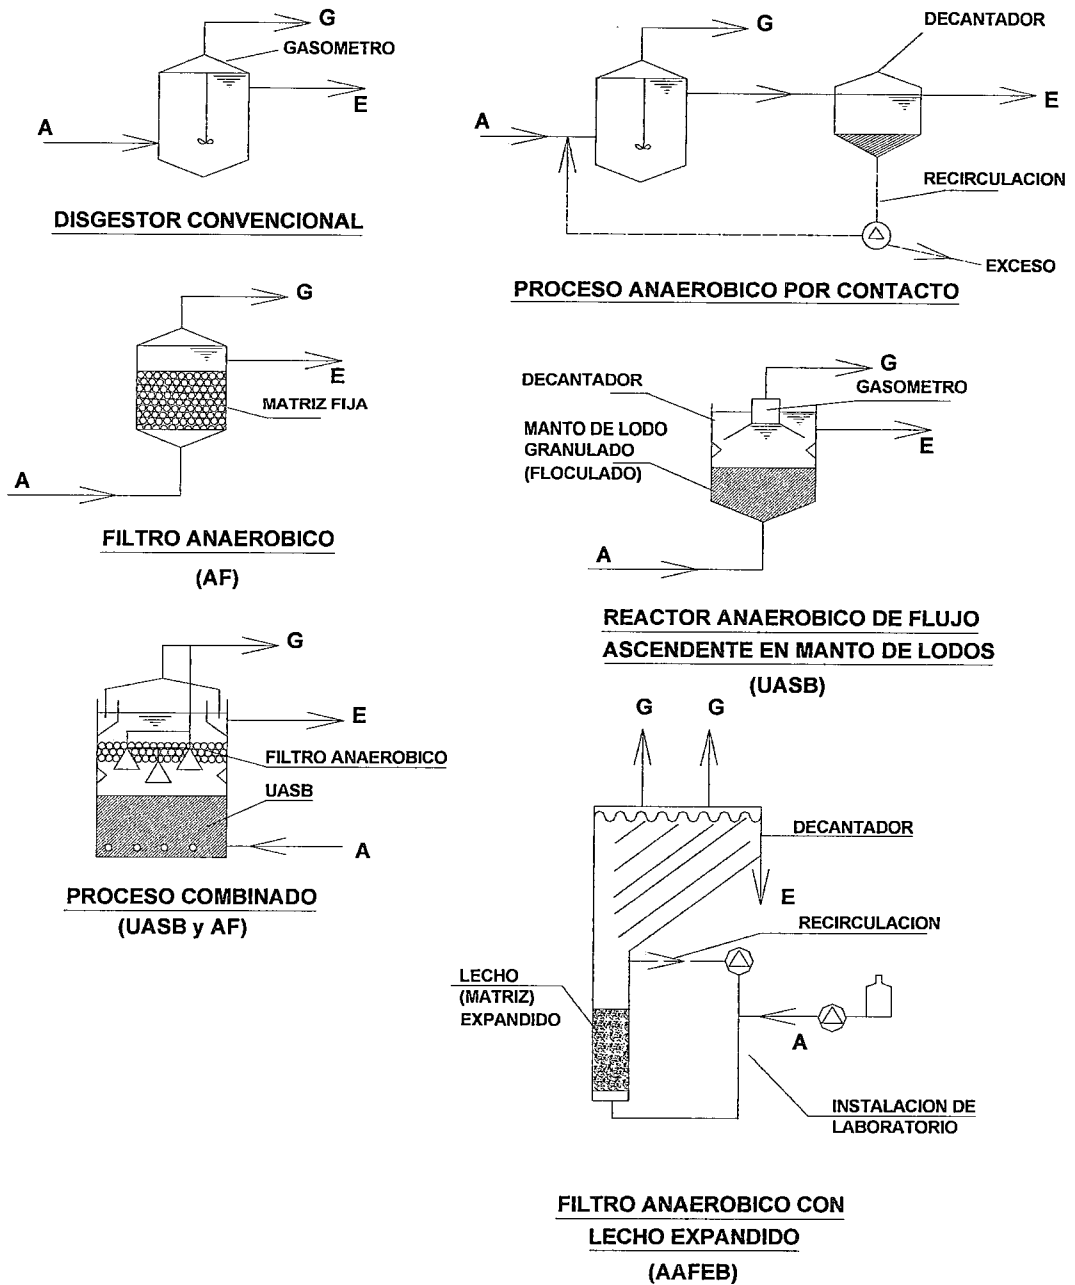 G
GASOMETRO
E
A
DISGESTOR CONVENCIONAL
G
DECANTADOR
E
A
RECIRCULACION
EXCESO
PROCESO ANAEROBICO POR CONTACTO
G
E
MATRIZ FIJA
A
FILTRO ANAEROBICO
(AF)
G
DECANTADOR
GASOMETRO
MANTO DE LODO
GRANULADO
(FLOCULADO)
E
A
REACTOR ANAEROBICO DE FLUJO
ASCENDENTE EN MANTO DE LODOS
(UASB)
G
E
FILTRO ANAEROBICO
UASB
A
PROCESO COMBINADO
(UASB y AF)
G G
DECANTADOR
E
RECIRCULACION
LECHO
(MATRIZ)
EXPANDIDO
A
INSTALACION DE
LABORATORIO
FILTRO ANAEROBICO CON
LECHO EXPANDIDO
(AAFEB)